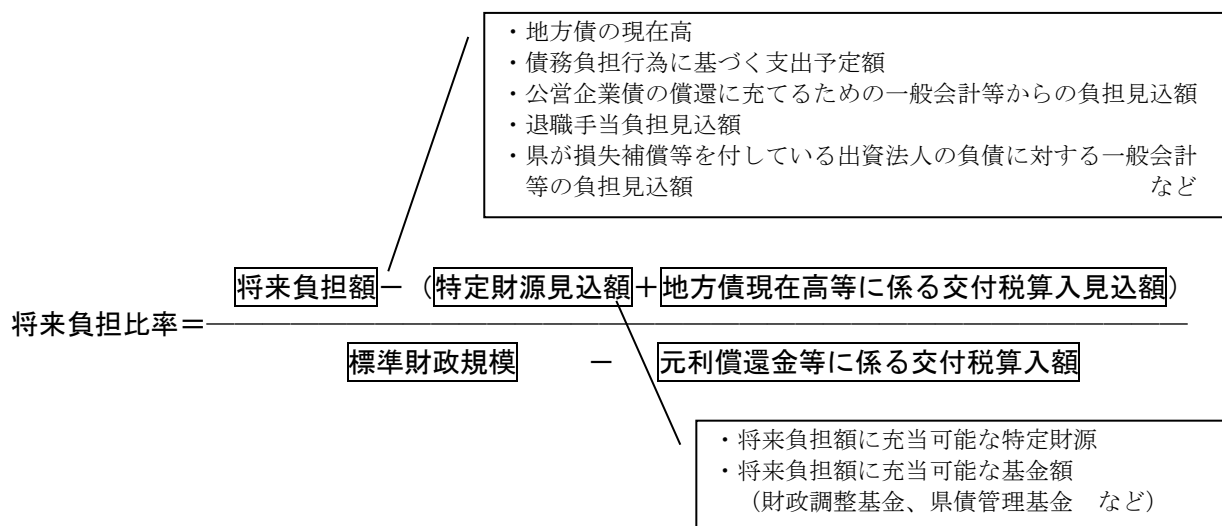 ・地方債の現在高
・債務負担行為に基づく支出予定額
・公営企業債の償還に充てるための一般会計等からの負担見込額
・退職手当負担見込額
・県が損失補償等を付している出資法人の負債に対する一般会計
等の負担見込額 など
将来負担額－（特定財源見込額＋地方債現在高等に係る交付税算入見込額）
将来負担比率＝
標準財政規模 － 元利償還金等に係る交付税算入額
・将来負担額に充当可能な特定財源
・将来負担額に充当可能な基金額
（財政調整基金、県債管理基金 など）